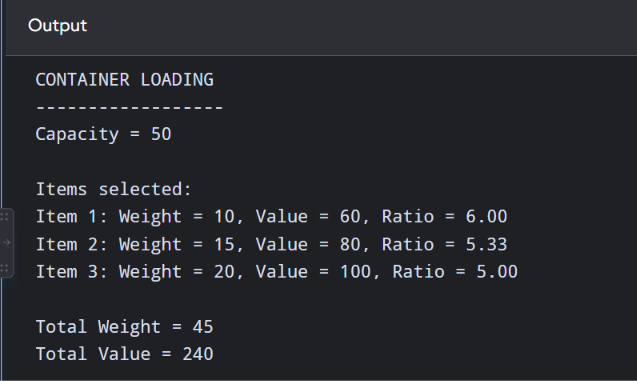 Output
CONTAINER LOADING
------------------
Capacity = 50
Items selected:
Item 1: Weight = 10, Value = 60, Ratio = 6.00
Item 2: Weight = 15, Value = 80, Ratio = 5.33
Item 3: Weight = 20, Value = 100, Ratio = 5.00
Total Weight = 45
Total Value = 240